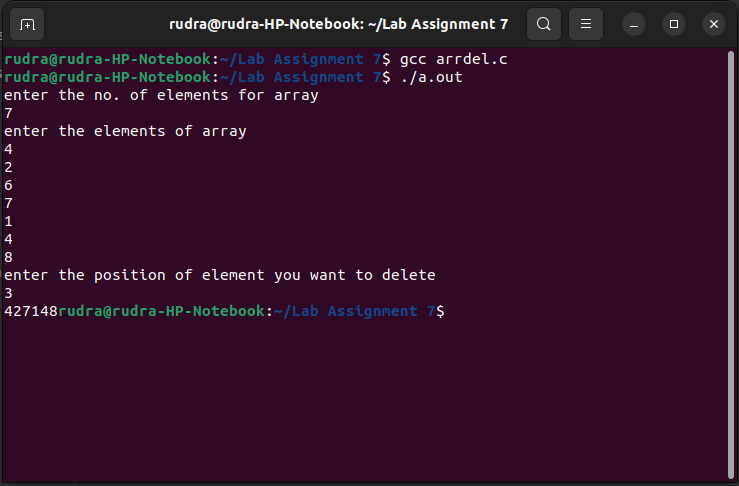 rudra@rudra-HP-Notebook: ~/Lab Assignment 7
rudra@rudra-HP-Notebook:~/Lab Assignment 7$ gcc arrdel.c
rudra@rudra-HP-Notebook:~/Lab Assignment 7$ ./a.out
enter the no. of elements for array
7
enter the elements of array
4
2
6
7
1
4
8
enter the position of element you want to delete
3
427148rudra@rudra-HP-Notebook:~/Lab Assignment 7$